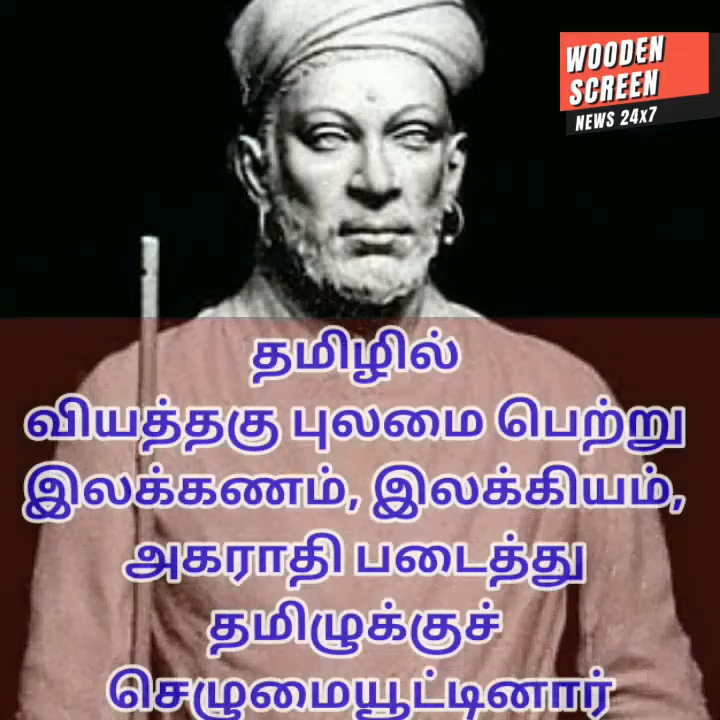 WOODEN
SCREEN
NEWS 24x7
தமிழில்
வியத்தகு புலமை பெற்று
இலக்கணம், இலக்கியம்,
அகராதி படைத்து
தமிழுக்குச்
செழுமையூட்டினார்